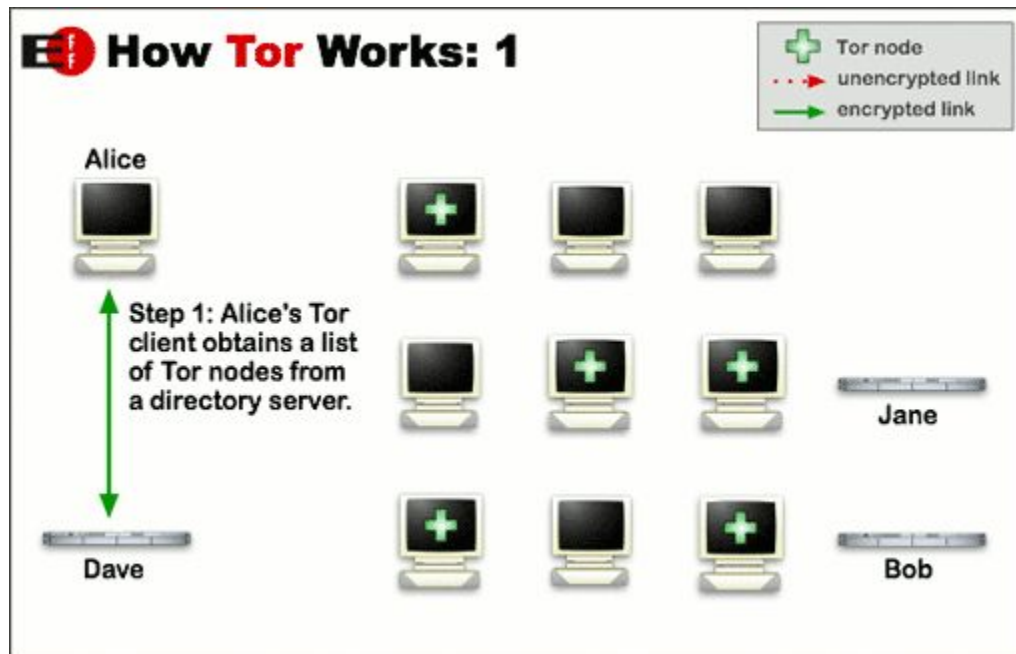 EFF How Tor Works: 1
Tor node
unencrypted link
encrypted link
Alice
Step 1: Alice's Tor
client obtains a list
of Tor nodes from
a directory server.
Jane
Dave
Bob